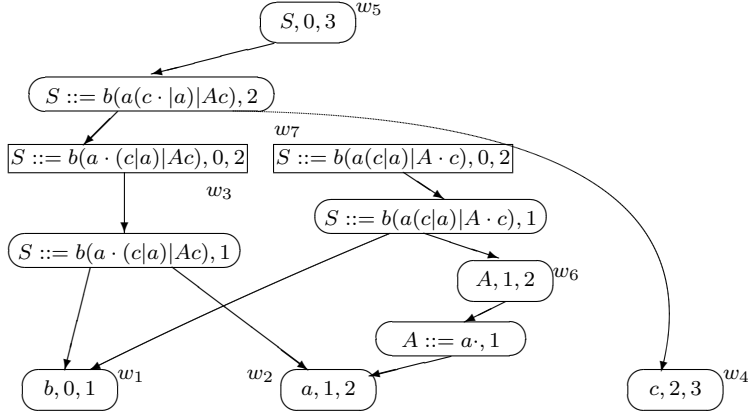 S, 0, 3 w₅
S ::= b(a(c · |a)|Ac), 2
w₇
S ::= b(a · (c|a)|Ac), 0, 2 S ::= b(a(c|a)|A · c), 0, 2
w₃
S ::= b(a(c|a)|A · c), 1
S ::= b(a · (c|a)|Ac), 1
A, 1, 2 w₆
A ::= a·, 1
b, 0, 1 w₁ w₂ a, 1, 2 c, 2, 3 w₄